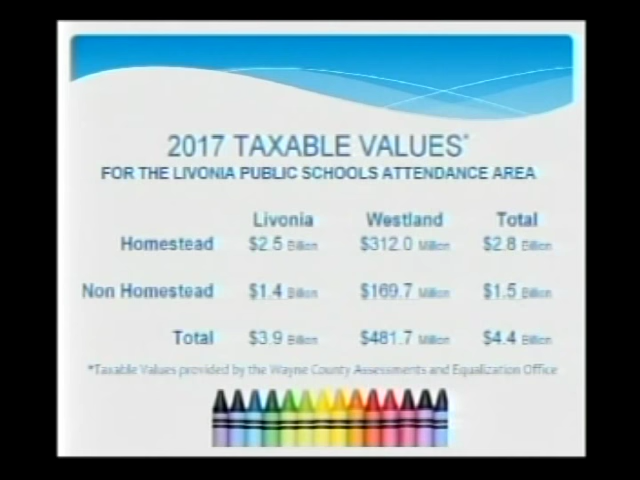 2017 TAXABLE VALUES*
FOR THE LIVONIA PUBLIC SCHOOLS ATTENDANCE AREA
Livonia Westland Total
Homestead $2.5 Billion $312.0 Million $2.8 Billion
Non Homestead $1.4 Billion $169.7 Million $1.5 Billion
Total $3.9 Billion $481.7 Million $4.4 Billion
*Taxable Values provided by the Wayne County Assessments and Equalization Office